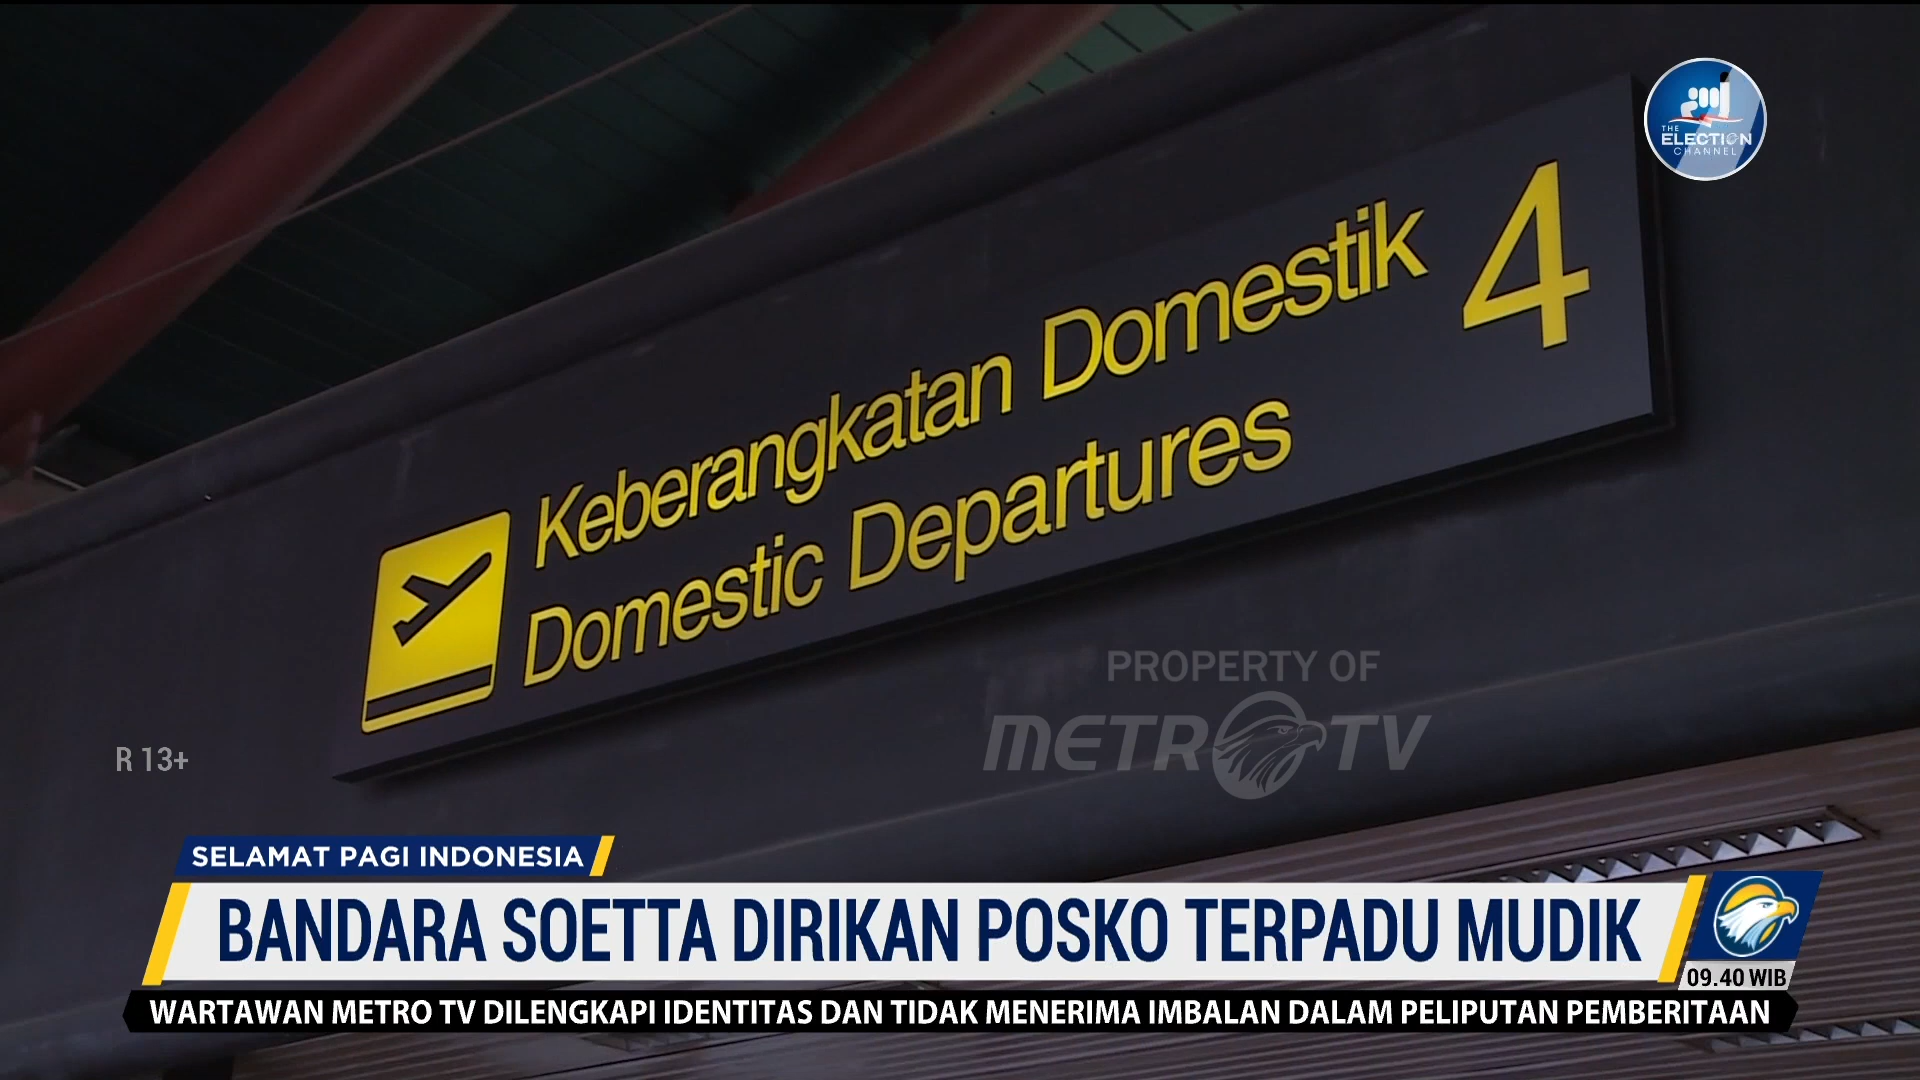 THE
ELECTION
CHANNEL
Keberangkatan Domestik 4
Domestic Departures
PROPERTY OF
METRO TV
R 13+
SELAMAT PAGI INDONESIA
BANDARA SOETTA DIRIKAN POSKO TERPADU MUDIK
09.40 WIB
WARTAWAN METRO TV DILENGKAPI IDENTITAS DAN TIDAK MENERIMA IMBALAN DALAM PELIPUTAN PEMBERITAAN